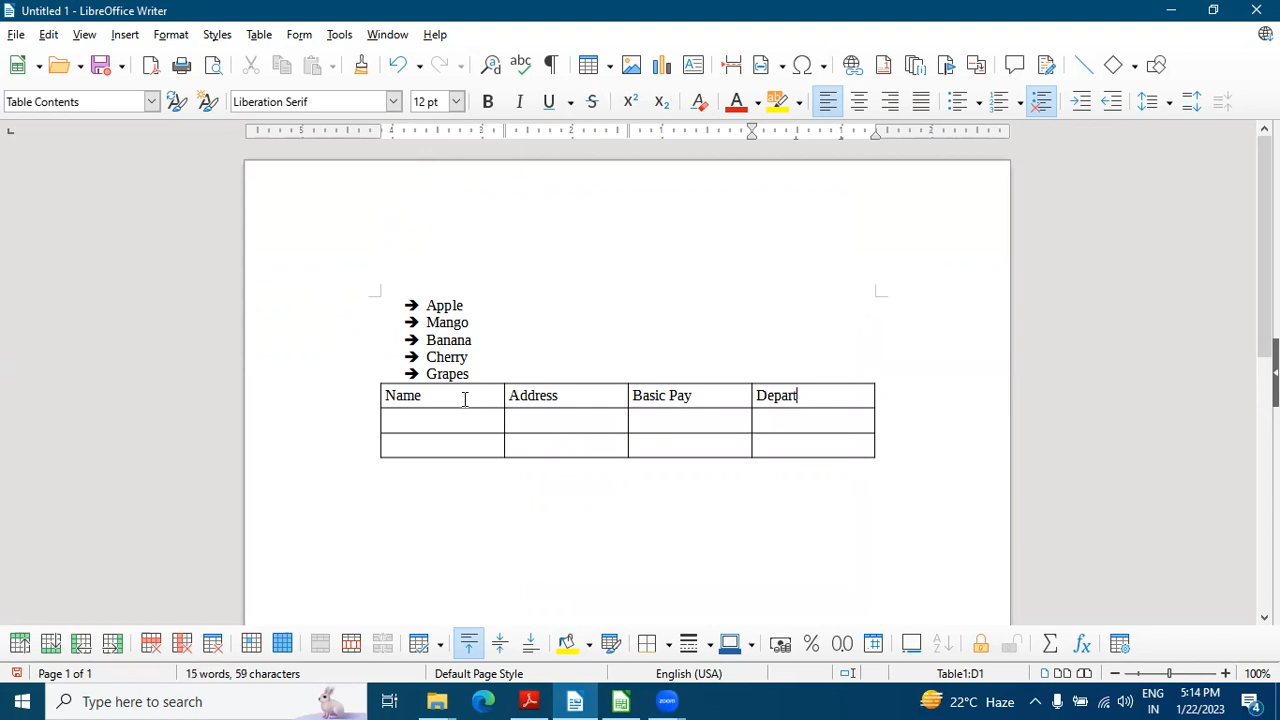 Untitled 1 - LibreOffice Writer
File Edit View Insert Format Styles Table Form Tools Window Help
Table Contents Liberation Serif 12 pt
Apple
Mango
Banana
Cherry
Grapes
Name Address Basic Pay Depart
Page 1 of 1 15 words, 59 characters Default Page Style English (USA) Table1:D1 100%
Type here to search 22°C Haze ENG IN 5:14 PM 1/22/2023 4